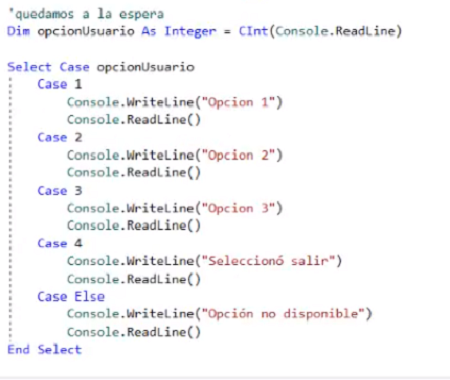 'quedamos a la espera
Dim opcionUsuario As Integer = CInt(Console.ReadLine)
Select Case opcionUsuario
Case 1
Console.WriteLine("Opcion 1")
Console.ReadLine()
Case 2
Console.WriteLine("Opcion 2")
Console.ReadLine()
Case 3
Console.WriteLine("Opcion 3")
Console.ReadLine()
Case 4
Console.WriteLine("Seleccionó salir")
Console.ReadLine()
Case Else
Console.WriteLine("Opción no disponible")
Console.ReadLine()
End Select